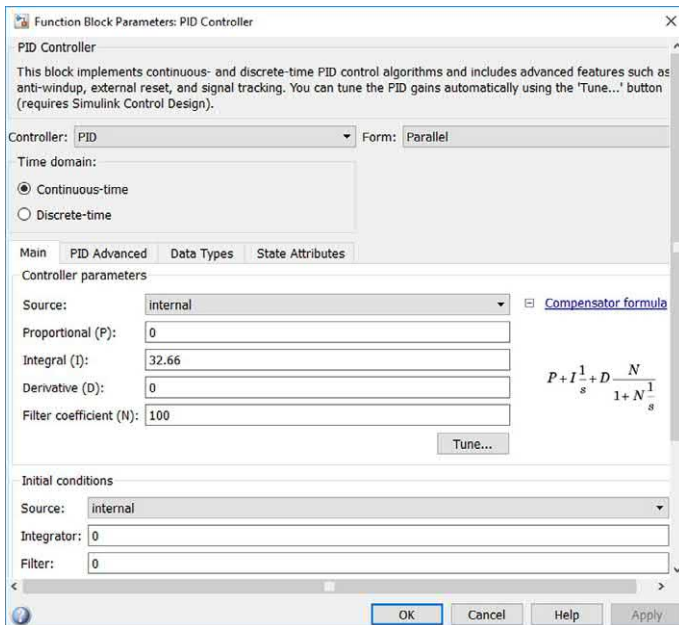 Function Block Parameters: PID Controller
PID Controller
This block implements continuous- and discrete-time PID control algorithms and includes advanced features such as
anti-windup, external reset, and signal tracking. You can tune the PID gains automatically using the 'Tune...' button
(requires Simulink Control Design).
Controller: PID Form: Parallel
Time domain:
Continuous-time
Discrete-time
Main PID Advanced Data Types State Attributes
Controller parameters
Source: internal Compensator formula
Proportional (P): 0
Integral (I): 32.66
Derivative (D): 0
Filter coefficient (N): 100
P + I 1/s + D N/(1 + N 1/s)
Tune...
Initial conditions
Source: internal
Integrator: 0
Filter: 0
OK Cancel Help Apply